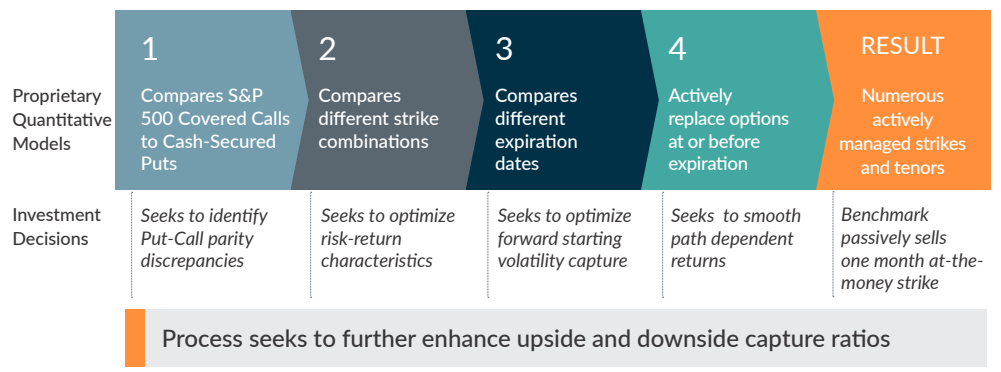 1
2
3
4
RESULT
Proprietary
Quantitative
Models
Compares S&P
500 Covered Calls
to Cash-Secured
Puts
Compares
different strike
combinations
Compares
different
expiration
dates
Actively
replace options
at or before
expiration
Numerous
actively
managed strikes
and tenors
Investment
Decisions
Seeks to identify
Put-Call parity
discrepancies
Seeks to optimize
risk-return
characteristics
Seeks to optimize
forward starting
volatility capture
Seeks to smooth
path dependent
returns
Benchmark
passively sells
one month at-the-
money strike
Process seeks to further enhance upside and downside capture ratios